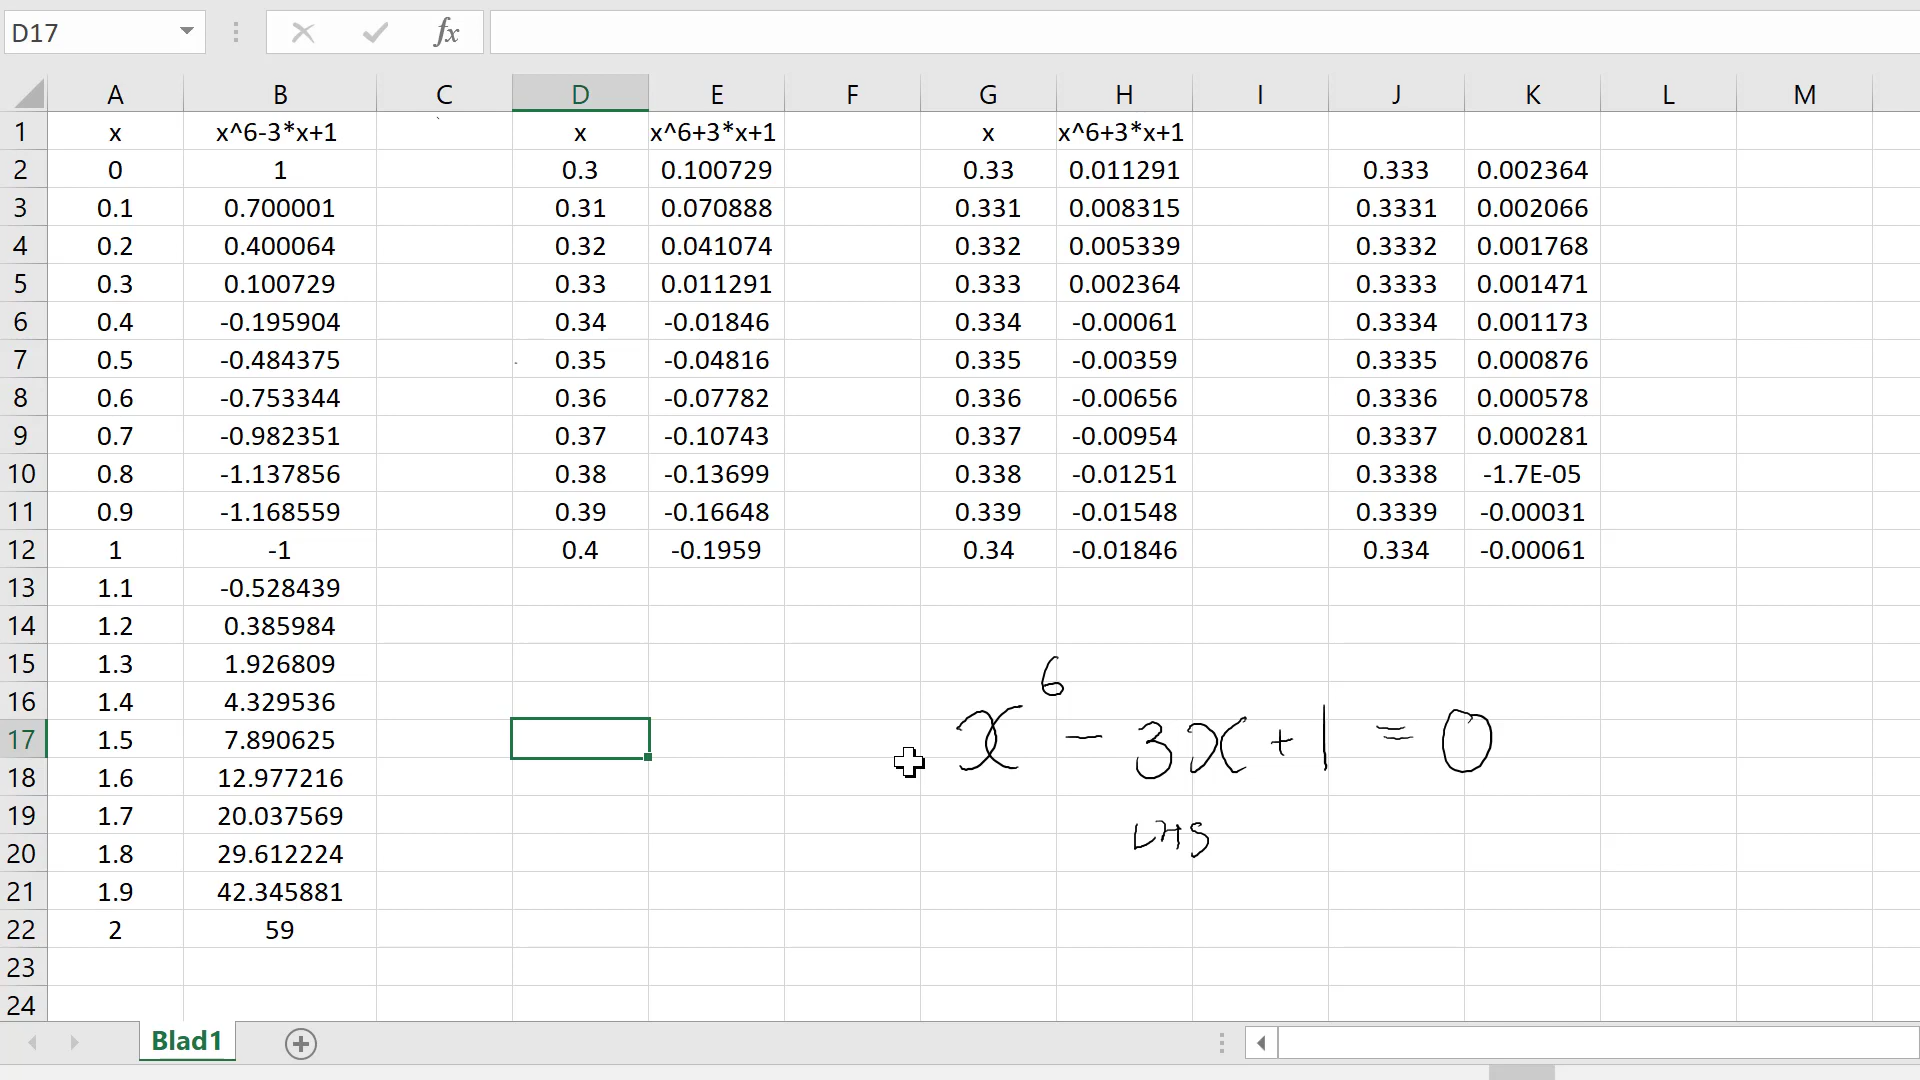 D17 fx
A B C D E F G H I J K L M
1 x x^6-3*x+1 x x^6+3*x+1 x x^6+3*x+1
2 0 1 0.3 0.100729 0.33 0.011291 0.333 0.002364
3 0.1 0.700001 0.31 0.070888 0.331 0.008315 0.3331 0.002066
4 0.2 0.400064 0.32 0.041074 0.332 0.005339 0.3332 0.001768
5 0.3 0.100729 0.33 0.011291 0.333 0.002364 0.3333 0.001471
6 0.4 -0.195904 0.34 -0.01846 0.334 -0.00061 0.3334 0.001173
7 0.5 -0.484375 0.35 -0.04816 0.335 -0.00359 0.3335 0.000876
8 0.6 -0.753344 0.36 -0.07782 0.336 -0.00656 0.3336 0.000578
9 0.7 -0.982351 0.37 -0.10743 0.337 -0.00954 0.3337 0.000281
10 0.8 -1.137856 0.38 -0.13699 0.338 -0.01251 0.3338 -1.7E-05
11 0.9 -1.168559 0.39 -0.16648 0.339 -0.01548 0.3339 -0.00031
12 1 -1 0.4 -0.1959 0.34 -0.01846 0.334 -0.00061
13 1.1 -0.528439
14 1.2 0.385984
15 1.3 1.926809
16 1.4 4.329536
17 1.5 7.890625 x^6 - 3x + 1 = 0
18 1.6 12.977216
19 1.7 20.037569
20 1.8 29.612224 LHS
21 1.9 42.345881
22 2 59
23
24
Blad1